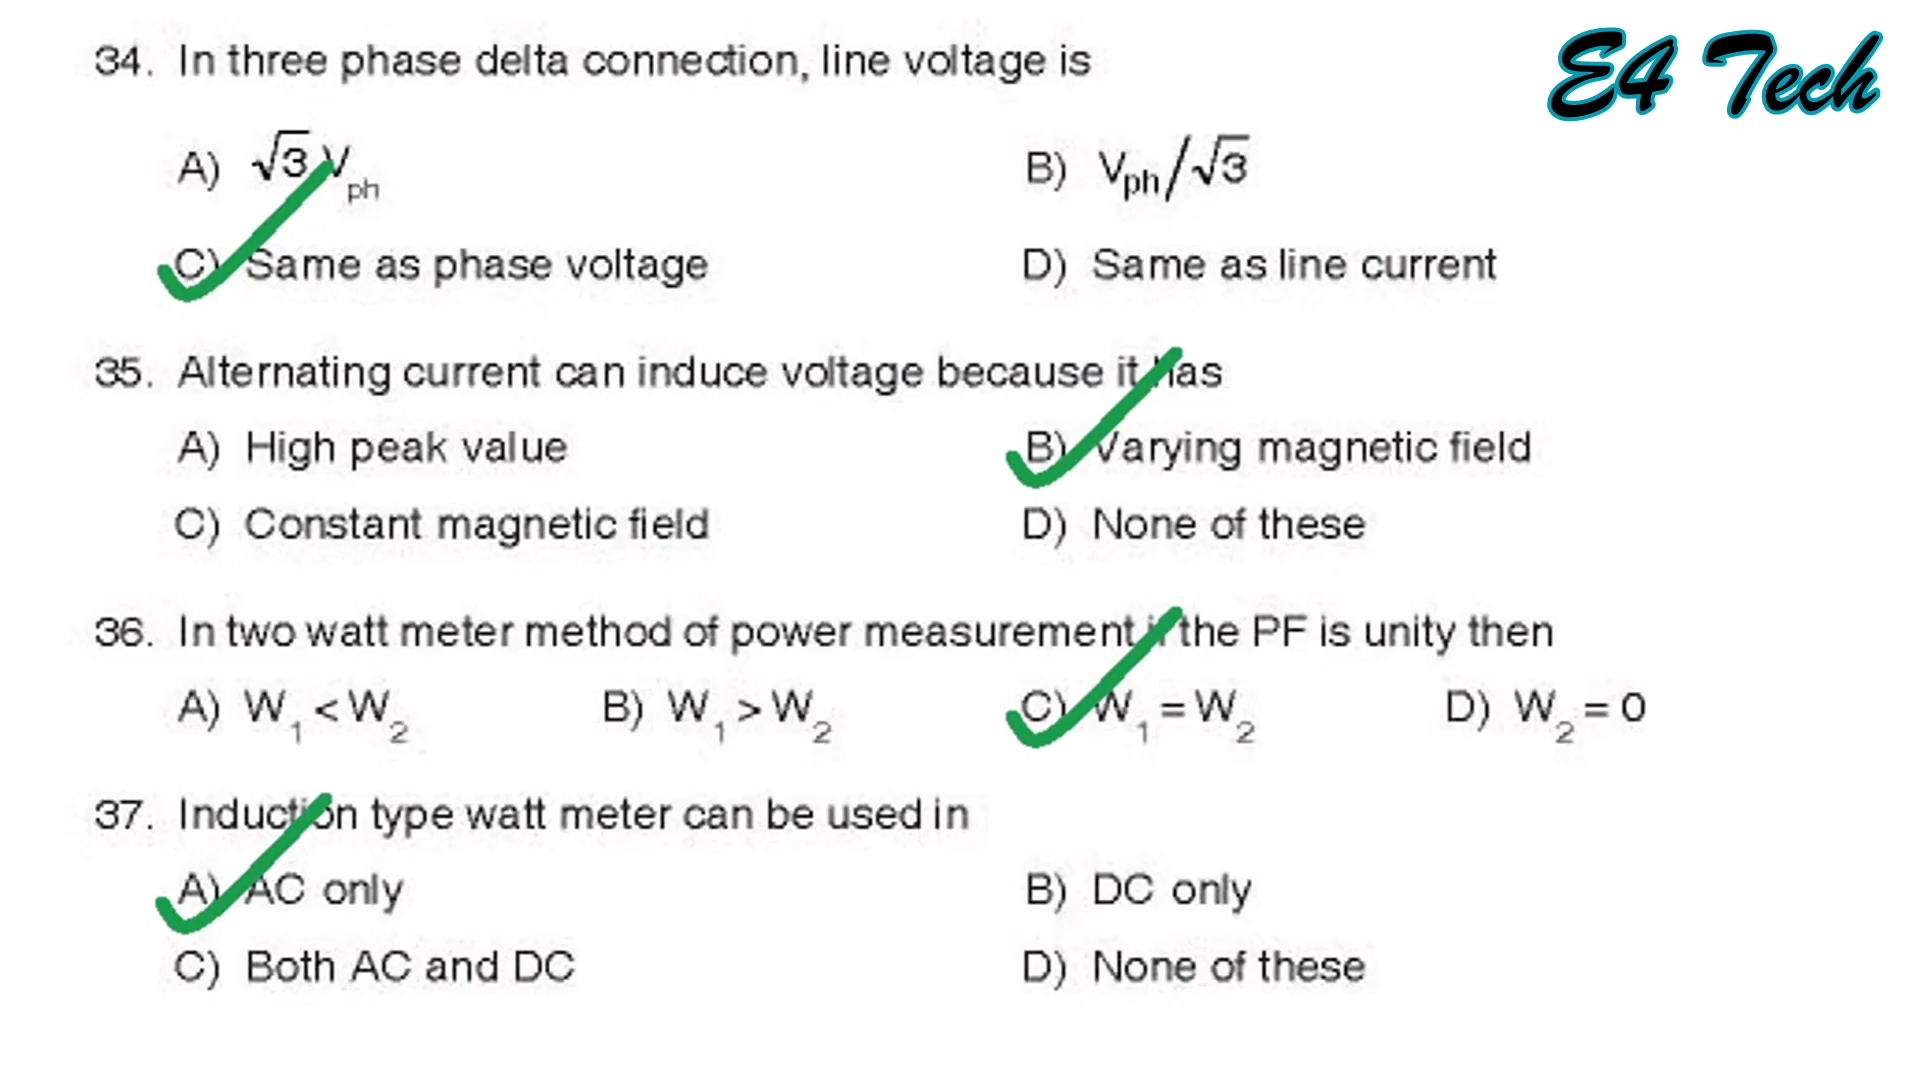 E4 Tech
34. In three phase delta connection, line voltage is
A) √3 Vph B) Vph/√3
C) Same as phase voltage D) Same as line current
35. Alternating current can induce voltage because it has
A) High peak value B) Varying magnetic field
C) Constant magnetic field D) None of these
36. In two watt meter method of power measurement if the PF is unity then
A) W1 < W2 B) W1 > W2 C) W1 = W2 D) W2 = 0
37. Induction type watt meter can be used in
A) AC only B) DC only
C) Both AC and DC D) None of these